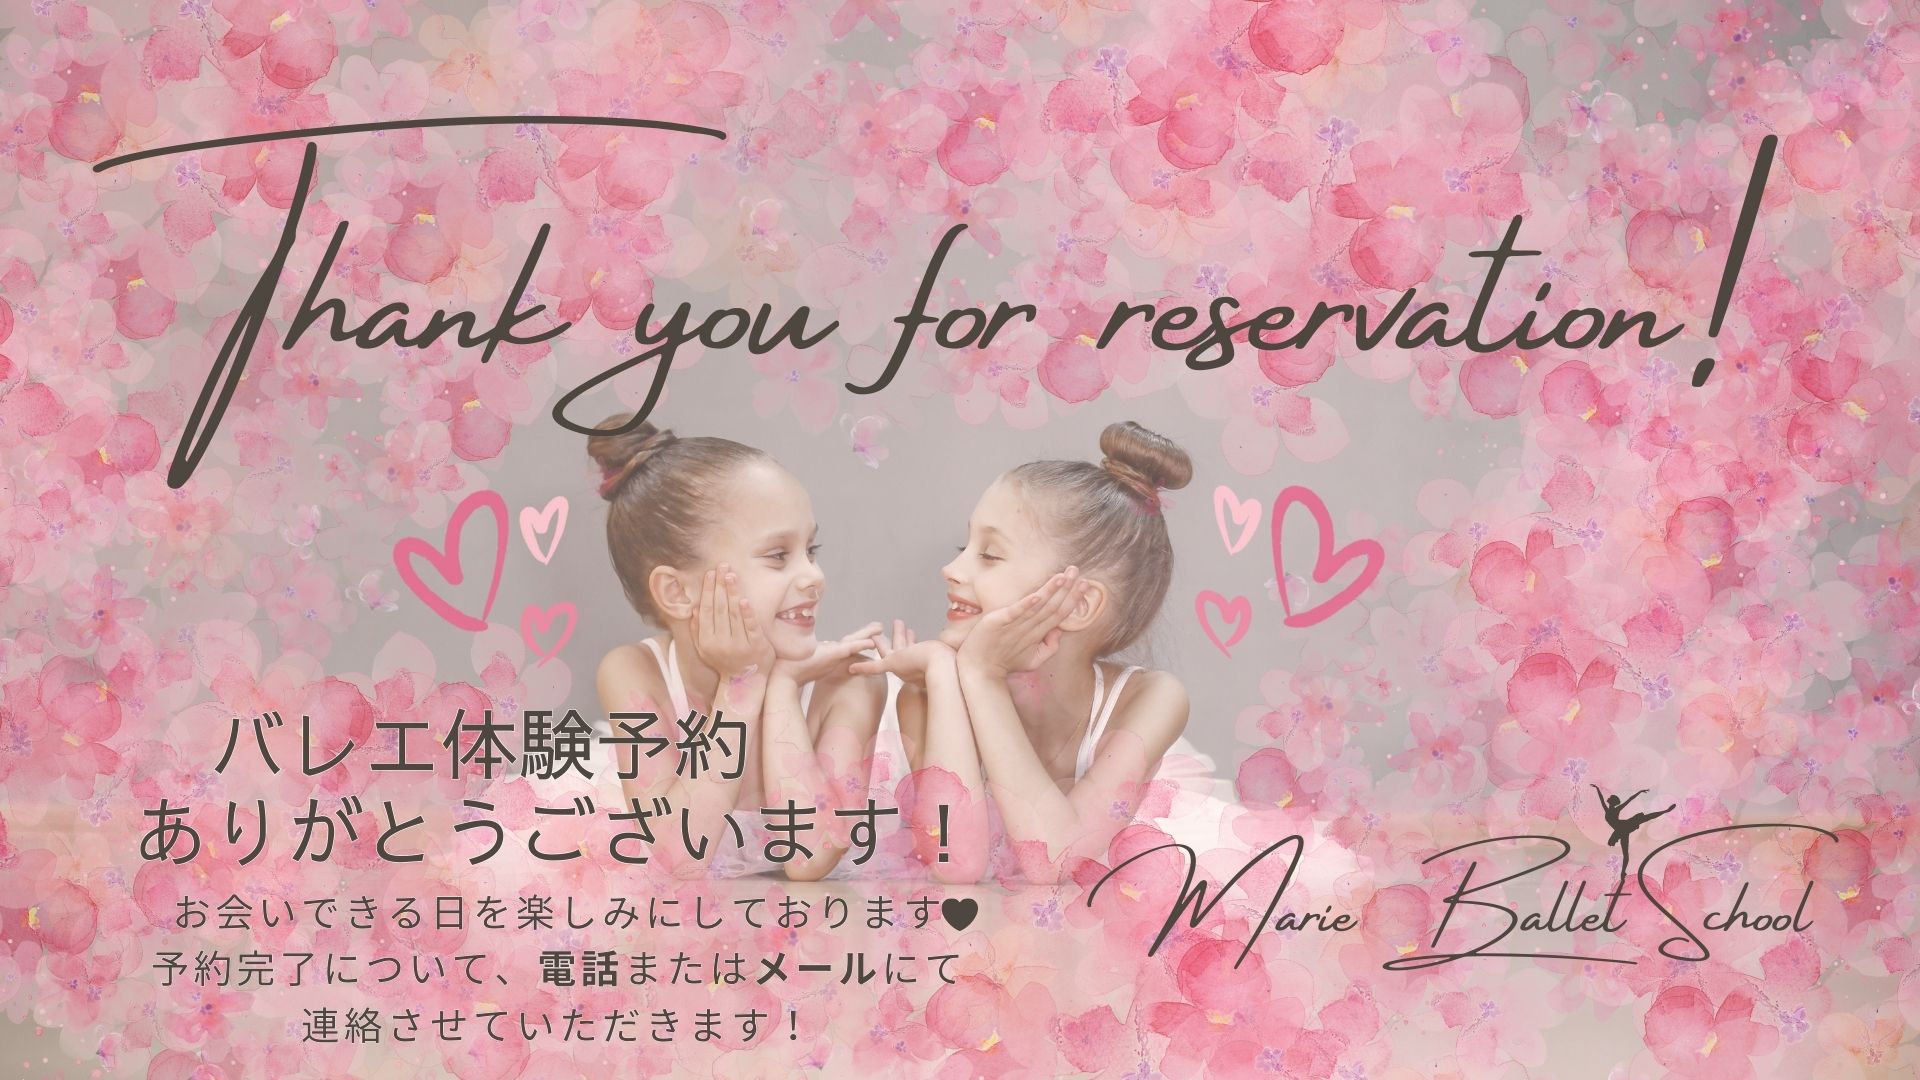 Thank you for reservation!
バレエ体験予約
ありがとうございます！
お会いできる日を楽しみにしております♥
予約完了について、電話またはメールにて
連絡させていただきます！
Marie Ballet School